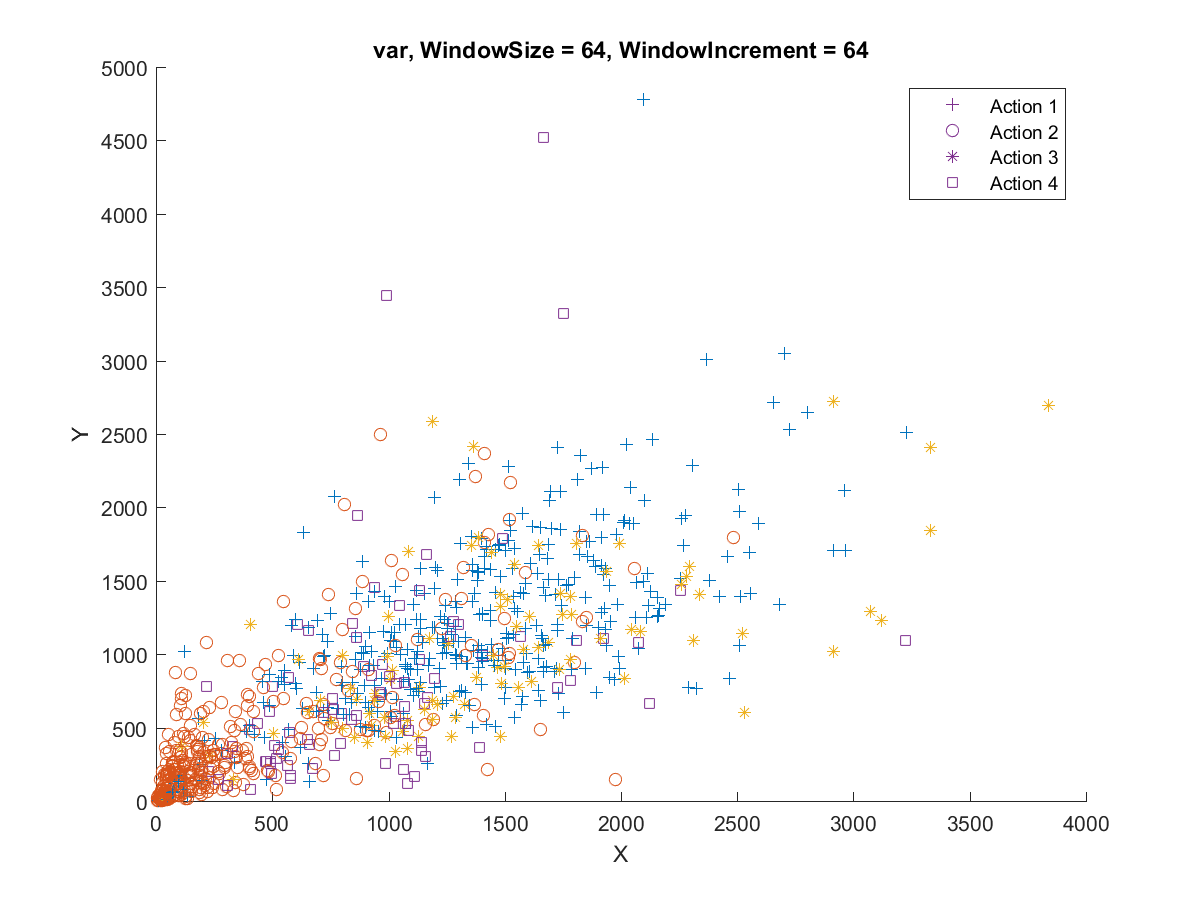 var, WindowSize = 64, WindowIncrement = 64
5000
4500
4000
3500
3000
2500
2000
1500
1000
500
0
Y
Action 1
Action 2
Action 3
Action 4
0 500 1000 1500 2000 2500 3000 3500 4000
X